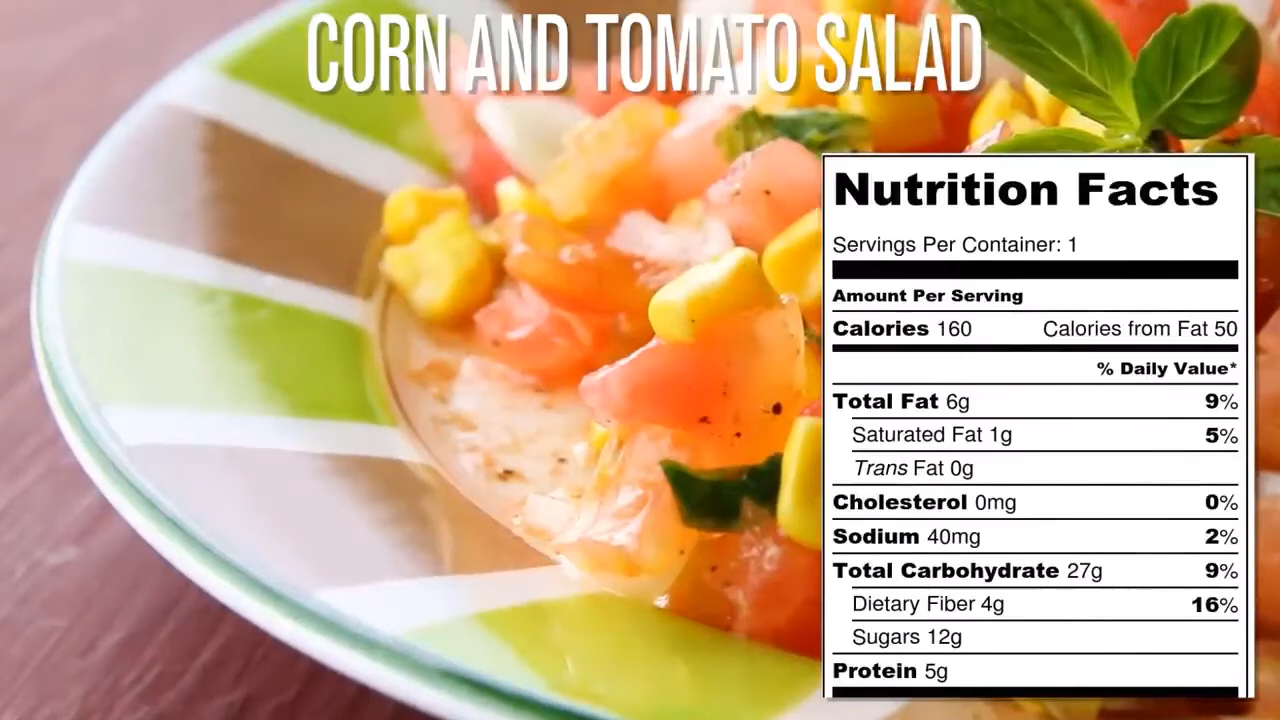 CORN AND TOMATO SALAD
Nutrition Facts
Servings Per Container: 1
Amount Per Serving
Calories 160 Calories from Fat 50
% Daily Value*
Total Fat 6g 9%
Saturated Fat 1g 5%
Trans Fat 0g
Cholesterol 0mg 0%
Sodium 40mg 2%
Total Carbohydrate 27g 9%
Dietary Fiber 4g 16%
Sugars 12g
Protein 5g